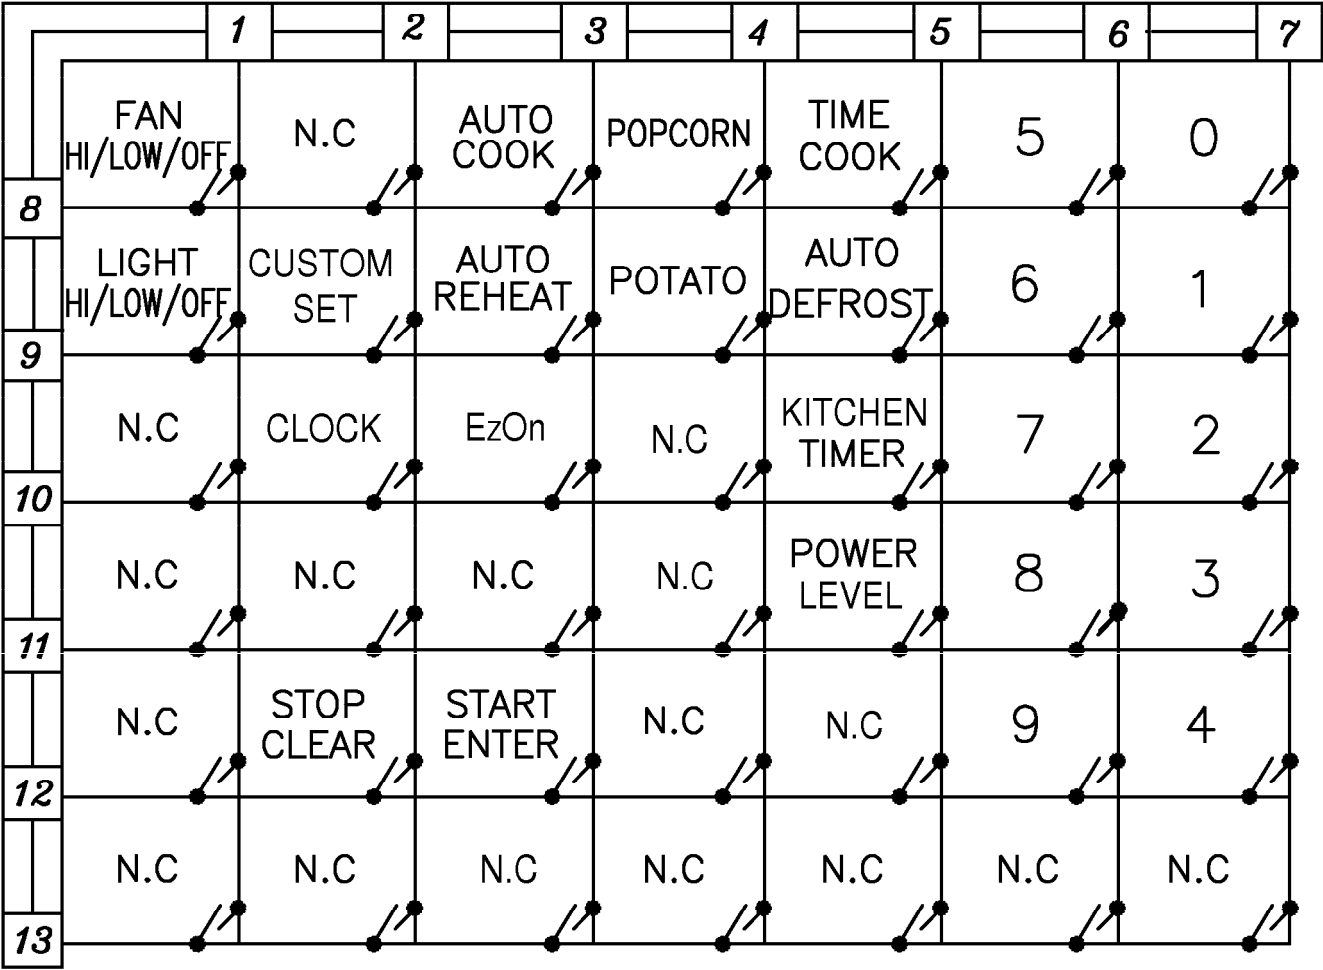 1 2 3 4 5 6 7
FAN
HI/LOW/OFF
N.C
AUTO
COOK
POPCORN
TIME
COOK
5
0
8
LIGHT
HI/LOW/OFF
CUSTOM
SET
AUTO
REHEAT
POTATO
AUTO
DEFROST
6
1
9
N.C
CLOCK
EzOn
N.C
KITCHEN
TIMER
7
2
10
N.C
N.C
N.C
N.C
POWER
LEVEL
8
3
11
N.C
STOP
CLEAR
START
ENTER
N.C
N.C
9
4
12
N.C
N.C
N.C
N.C
N.C
N.C
N.C
13